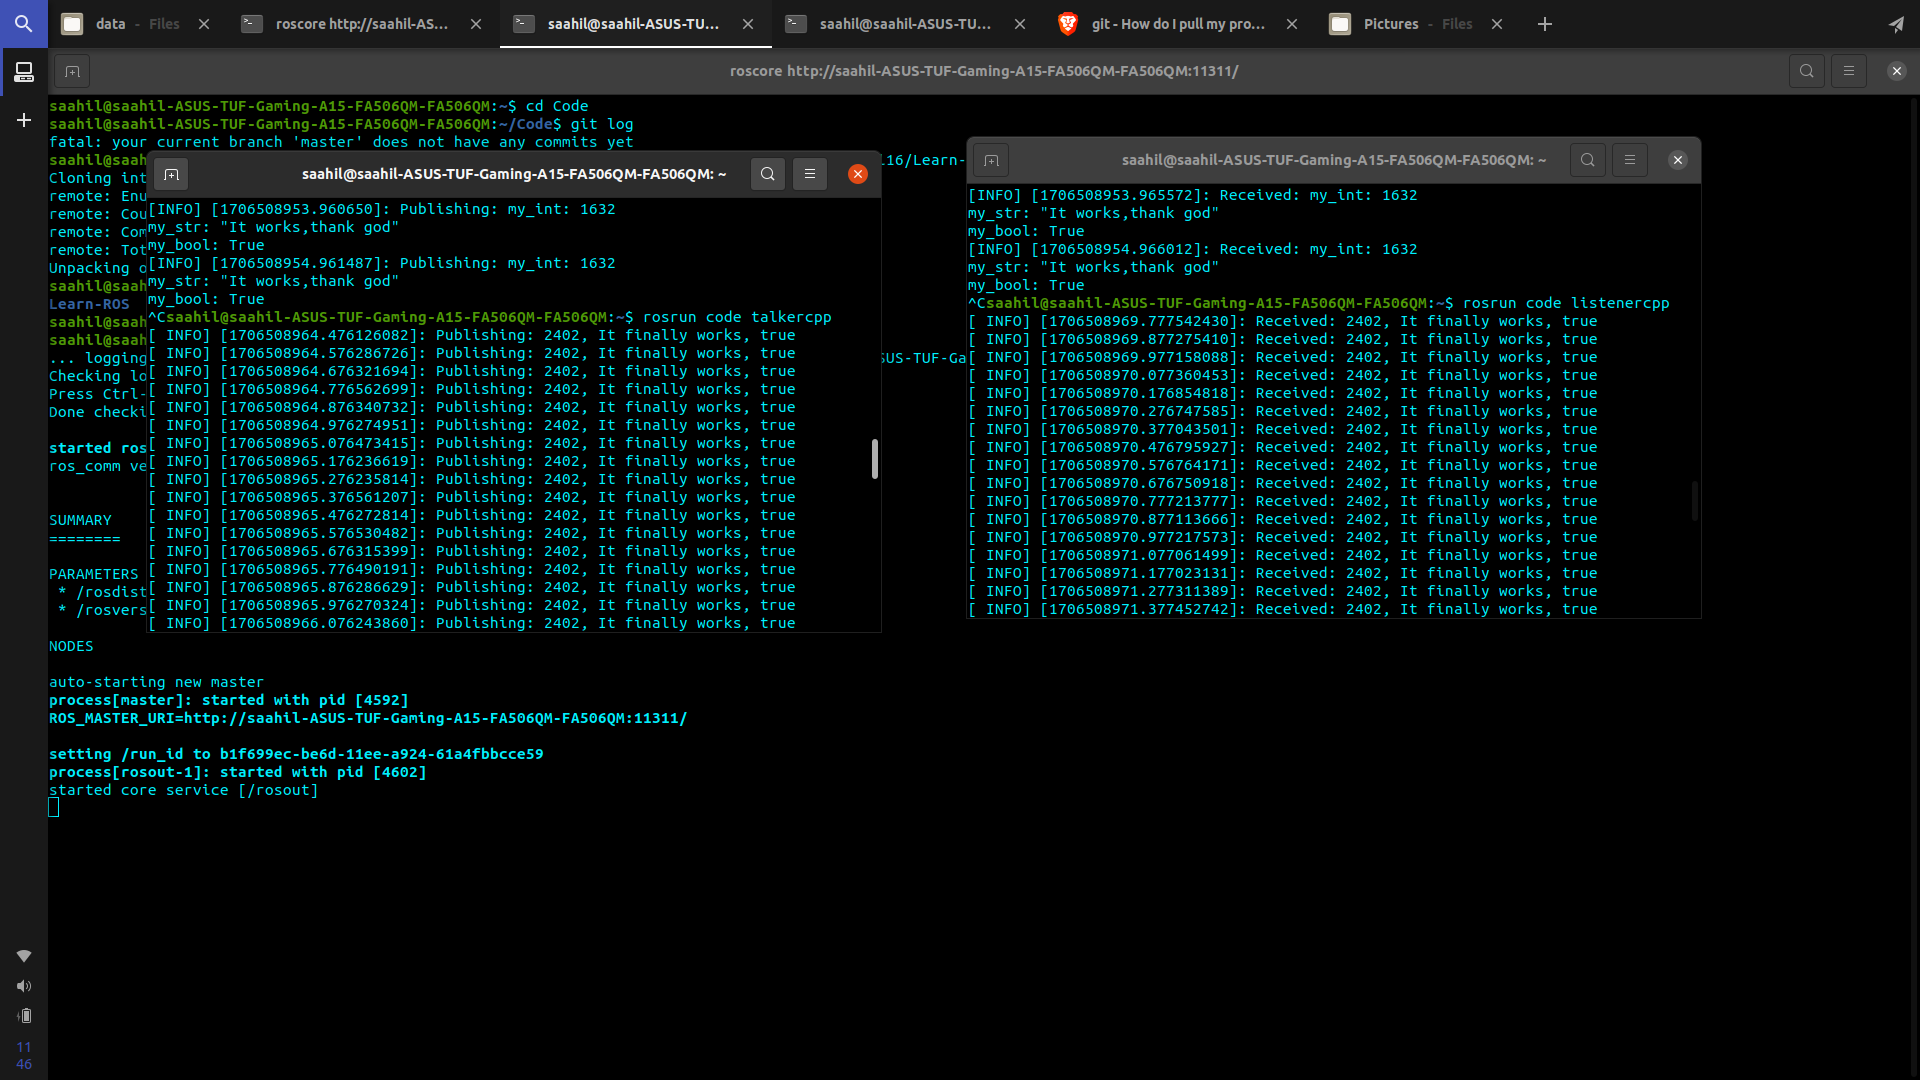 data - Files
roscore http://saahil-AS...
saahil@saahil-ASUS-TU...
saahil@saahil-ASUS-TU...
git - How do I pull my pro...
Pictures - Files
roscore http://saahil-ASUS-TUF-Gaming-A15-FA506QM-FA506QM:11311/
saahil@saahil-ASUS-TUF-Gaming-A15-FA506QM-FA506QM:~$ cd Code
saahil@saahil-ASUS-TUF-Gaming-A15-FA506QM-FA506QM:~/Code$ git log
fatal: your current branch 'master' does not have any commits yet
saah
16/Learn-
Cloning int
remote: Enu
remote: Cou
remote: Com
remote: Tot
Unpacking o
saah
Learn-ROS
saah
saah
... logging
SUS-TUF-Ga
Checking lo
Press Ctrl-
Done checki
started ros
ros_comm ve
SUMMARY
========
PARAMETERS
* /rosdist
* /rosvers
NODES
auto-starting new master
process[master]: started with pid [4592]
ROS_MASTER_URI=http://saahil-ASUS-TUF-Gaming-A15-FA506QM-FA506QM:11311/
setting /run_id to b1f699ec-be6d-11ee-a924-61a4fbbcce59
process[rosout-1]: started with pid [4602]
started core service [/rosout]
saahil@saahil-ASUS-TUF-Gaming-A15-FA506QM-FA506QM: ~
[INFO] [1706508953.960650]: Publishing: my_int: 1632
my_str: "It works,thank god"
my_bool: True
[INFO] [1706508954.961487]: Publishing: my_int: 1632
my_str: "It works,thank god"
my_bool: True
^Csaahil@saahil-ASUS-TUF-Gaming-A15-FA506QM-FA506QM:~$ rosrun code talkercpp
[ INFO] [1706508964.476126082]: Publishing: 2402, It finally works, true
[ INFO] [1706508964.576286726]: Publishing: 2402, It finally works, true
[ INFO] [1706508964.676321694]: Publishing: 2402, It finally works, true
[ INFO] [1706508964.776562699]: Publishing: 2402, It finally works, true
[ INFO] [1706508964.876340732]: Publishing: 2402, It finally works, true
[ INFO] [1706508964.976274951]: Publishing: 2402, It finally works, true
[ INFO] [1706508965.076473415]: Publishing: 2402, It finally works, true
[ INFO] [1706508965.176236619]: Publishing: 2402, It finally works, true
[ INFO] [1706508965.276235814]: Publishing: 2402, It finally works, true
[ INFO] [1706508965.376561207]: Publishing: 2402, It finally works, true
[ INFO] [1706508965.476272814]: Publishing: 2402, It finally works, true
[ INFO] [1706508965.576530482]: Publishing: 2402, It finally works, true
[ INFO] [1706508965.676315399]: Publishing: 2402, It finally works, true
[ INFO] [1706508965.776490191]: Publishing: 2402, It finally works, true
[ INFO] [1706508965.876286629]: Publishing: 2402, It finally works, true
[ INFO] [1706508965.976270324]: Publishing: 2402, It finally works, true
[ INFO] [1706508966.076243860]: Publishing: 2402, It finally works, true
saahil@saahil-ASUS-TUF-Gaming-A15-FA506QM-FA506QM: ~
[INFO] [1706508953.965572]: Received: my_int: 1632
my_str: "It works,thank god"
my_bool: True
[INFO] [1706508954.966012]: Received: my_int: 1632
my_str: "It works,thank god"
my_bool: True
^Csaahil@saahil-ASUS-TUF-Gaming-A15-FA506QM-FA506QM:~$ rosrun code listenercpp
[ INFO] [1706508969.777542430]: Received: 2402, It finally works, true
[ INFO] [1706508969.877275410]: Received: 2402, It finally works, true
[ INFO] [1706508969.977158088]: Received: 2402, It finally works, true
[ INFO] [1706508970.077360453]: Received: 2402, It finally works, true
[ INFO] [1706508970.176854818]: Received: 2402, It finally works, true
[ INFO] [1706508970.276747585]: Received: 2402, It finally works, true
[ INFO] [1706508970.377043501]: Received: 2402, It finally works, true
[ INFO] [1706508970.476795927]: Received: 2402, It finally works, true
[ INFO] [1706508970.576764171]: Received: 2402, It finally works, true
[ INFO] [1706508970.676750918]: Received: 2402, It finally works, true
[ INFO] [1706508970.777213777]: Received: 2402, It finally works, true
[ INFO] [1706508970.877113666]: Received: 2402, It finally works, true
[ INFO] [1706508970.977217573]: Received: 2402, It finally works, true
[ INFO] [1706508971.077061499]: Received: 2402, It finally works, true
[ INFO] [1706508971.177023131]: Received: 2402, It finally works, true
[ INFO] [1706508971.277311389]: Received: 2402, It finally works, true
[ INFO] [1706508971.377452742]: Received: 2402, It finally works, true
11
46